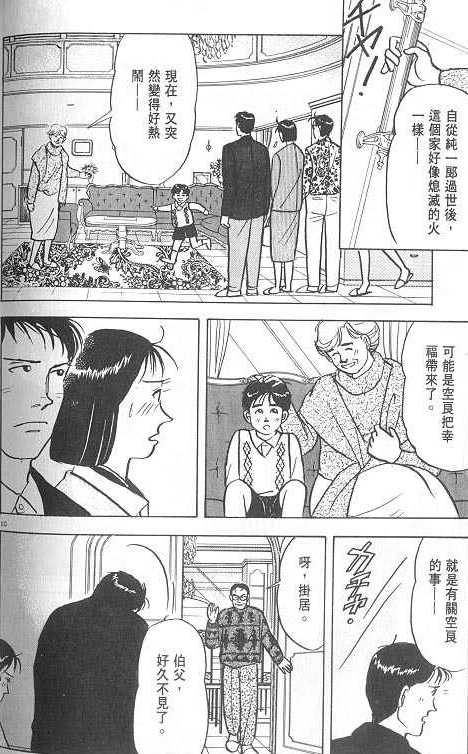 チャ!
自從純一郎過世後，
這個家好像熄滅的火
一樣——
現在，又突
然變得好熱
鬧——
可能是空良把幸
福帶來了。
就是有關空良
的事——
カチャ
呀，掛居。
伯父，
好久不見了。